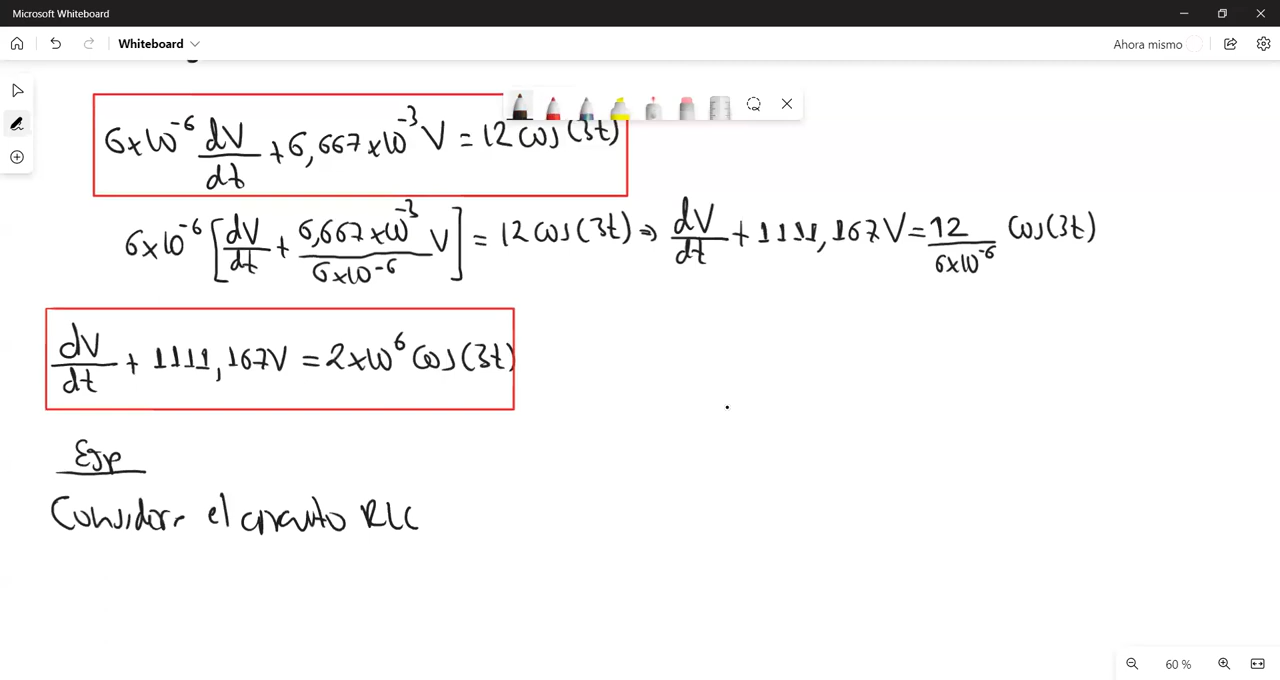 Microsoft Whiteboard
Whiteboard
Ahora mismo
6x10^-6 dV/dt + 6,667x10^-3 V = 12 cos(3t)
6x10^-6 [dV/dt + 6,667x10^-3/6x10^-6 V] = 12 cos(3t) ⇒ dV/dt + 1111,167V = 12/6x10^-6 cos(3t)
dV/dt + 1111,167V = 2x10^6 cos(3t)
Ejp
Considere el circuito RLC
60 %